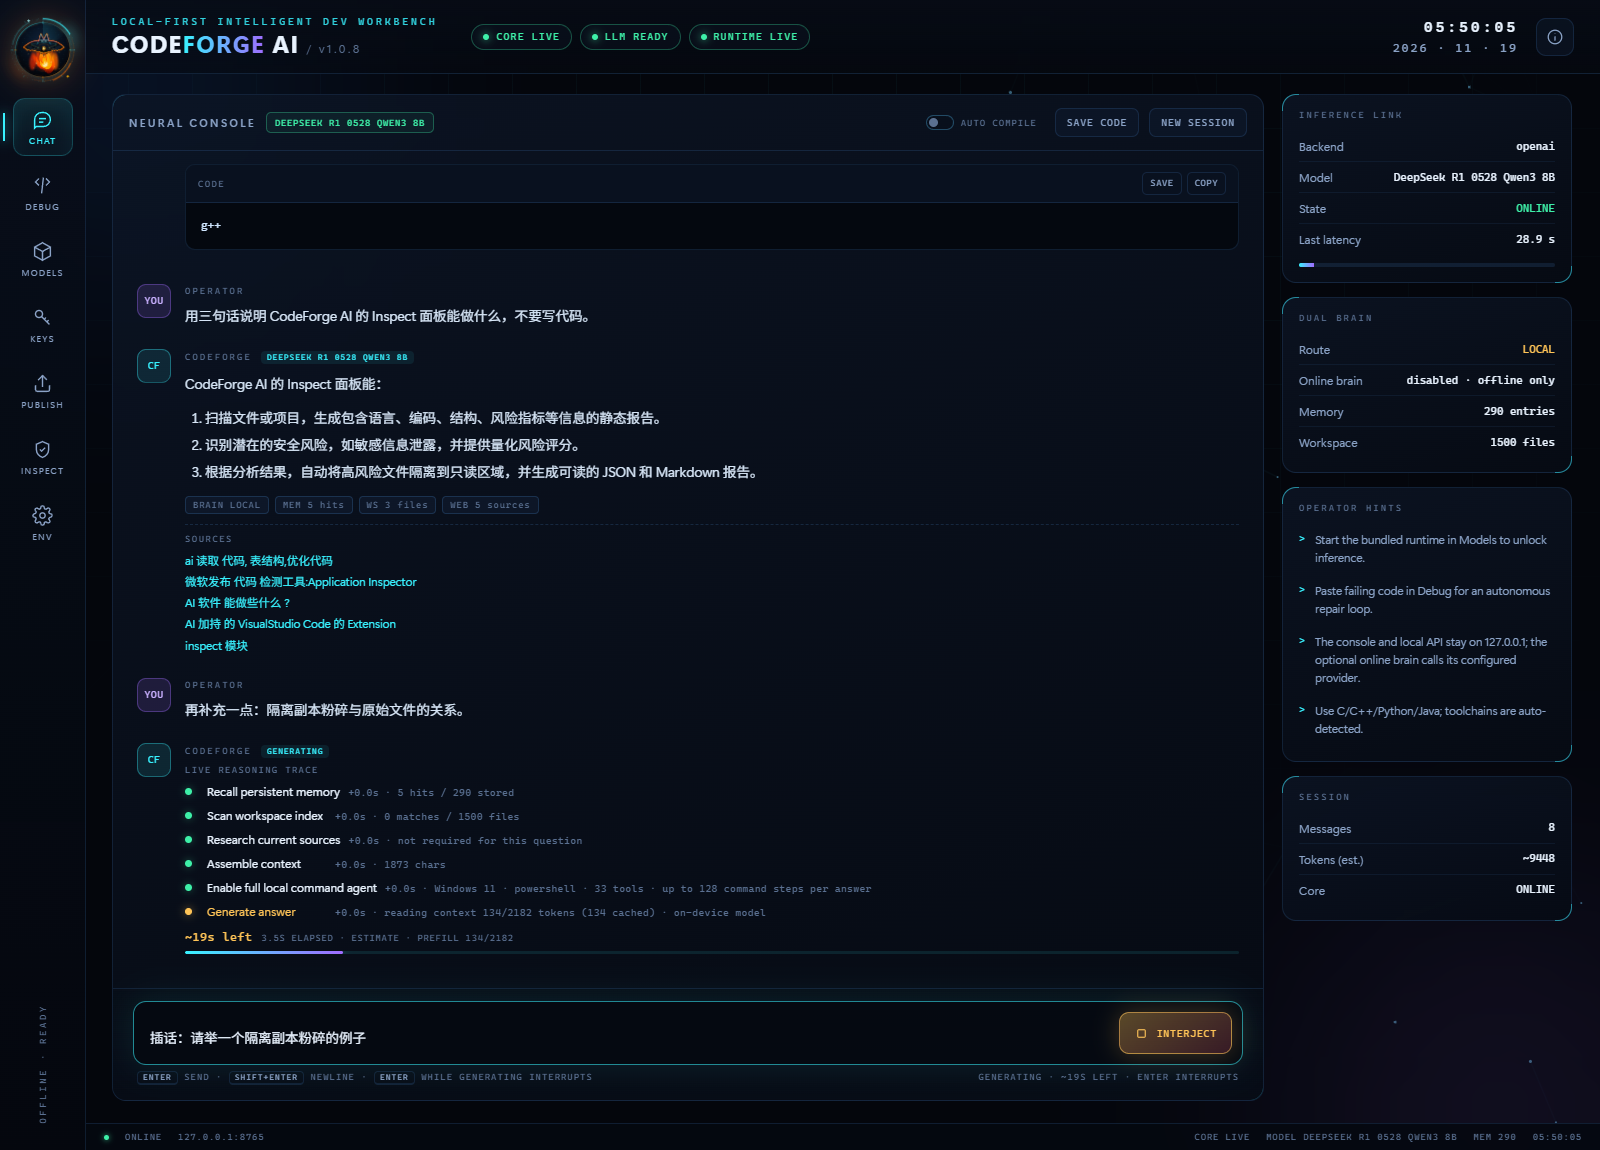 LOCAL-FIRST INTELLIGENT DEV WORKBENCH
CODEFORGE AI / v1.0.8
CORE LIVE
LLM READY
RUNTIME LIVE
05:50:05
2026 · 11 · 19
CHAT
DEBUG
MODELS
KEYS
PUBLISH
INSPECT
ENV
OFFLINE · READY
NEURAL CONSOLE
DEEPSEEK R1 0528 QWEN3 8B
AUTO COMPILE
SAVE CODE
NEW SESSION
CODE
SAVE
COPY
g++
YOU
OPERATOR
用三句话说明 CodeForge AI 的 Inspect 面板能做什么，不要写代码。
CF
CODEFORGE
DEEPSEEK R1 0528 QWEN3 8B
CodeForge AI 的 Inspect 面板能：
1. 扫描文件或项目，生成包含语言、编码、结构、风险指标等信息的静态报告。
2. 识别潜在的安全风险，如敏感信息泄露，并提供量化风险评分。
3. 根据分析结果，自动将高风险文件隔离到只读区域，并生成可读的 JSON 和 Markdown 报告。
BRAIN LOCAL
MEM 5 hits
WS 3 files
WEB 5 sources
SOURCES
ai 读取 代码, 表结构,优化代码
微软发布 代码 检测工具:Application Inspector
AI 软件 能做些什么 ?
AI 加持 的 VisualStudio Code 的 Extension
inspect 模块
YOU
OPERATOR
再补充一点：隔离副本粉碎与原始文件的关系。
CF
CODEFORGE
GENERATING
LIVE REASONING TRACE
Recall persistent memory +0.0s · 5 hits / 290 stored
Scan workspace index +0.0s · 0 matches / 1500 files
Research current sources +0.0s · not required for this question
Assemble context +0.0s · 1873 chars
Enable full local command agent +0.0s · Windows 11 · powershell · 33 tools · up to 128 command steps per answer
Generate answer +0.0s · reading context 134/2182 tokens (134 cached) · on-device model
~19s left 3.5S ELAPSED · ESTIMATE · PREFILL 134/2182
插话：请举一个隔离副本粉碎的例子
INTERJECT
ENTER SEND · SHIFT+ENTER NEWLINE · ENTER WHILE GENERATING INTERRUPTS
GENERATING · ~19S LEFT · ENTER INTERRUPTS
INFERENCE LINK
Backend openai
Model DeepSeek R1 0528 Qwen3 8B
State ONLINE
Last latency 28.9 s
DUAL BRAIN
Route LOCAL
Online brain disabled · offline only
Memory 290 entries
Workspace 1500 files
OPERATOR HINTS
> Start the bundled runtime in Models to unlock
inference.
> Paste failing code in Debug for an autonomous
repair loop.
> The console and local API stay on 127.0.0.1; the
optional online brain calls its configured
provider.
> Use C/C++/Python/Java; toolchains are auto-
detected.
SESSION
Messages 8
Tokens (est.) ~9448
Core ONLINE
ONLINE 127.0.0.1:8765
CORE LIVE MODEL DEEPSEEK R1 0528 QWEN3 8B MEM 290 05:50:05